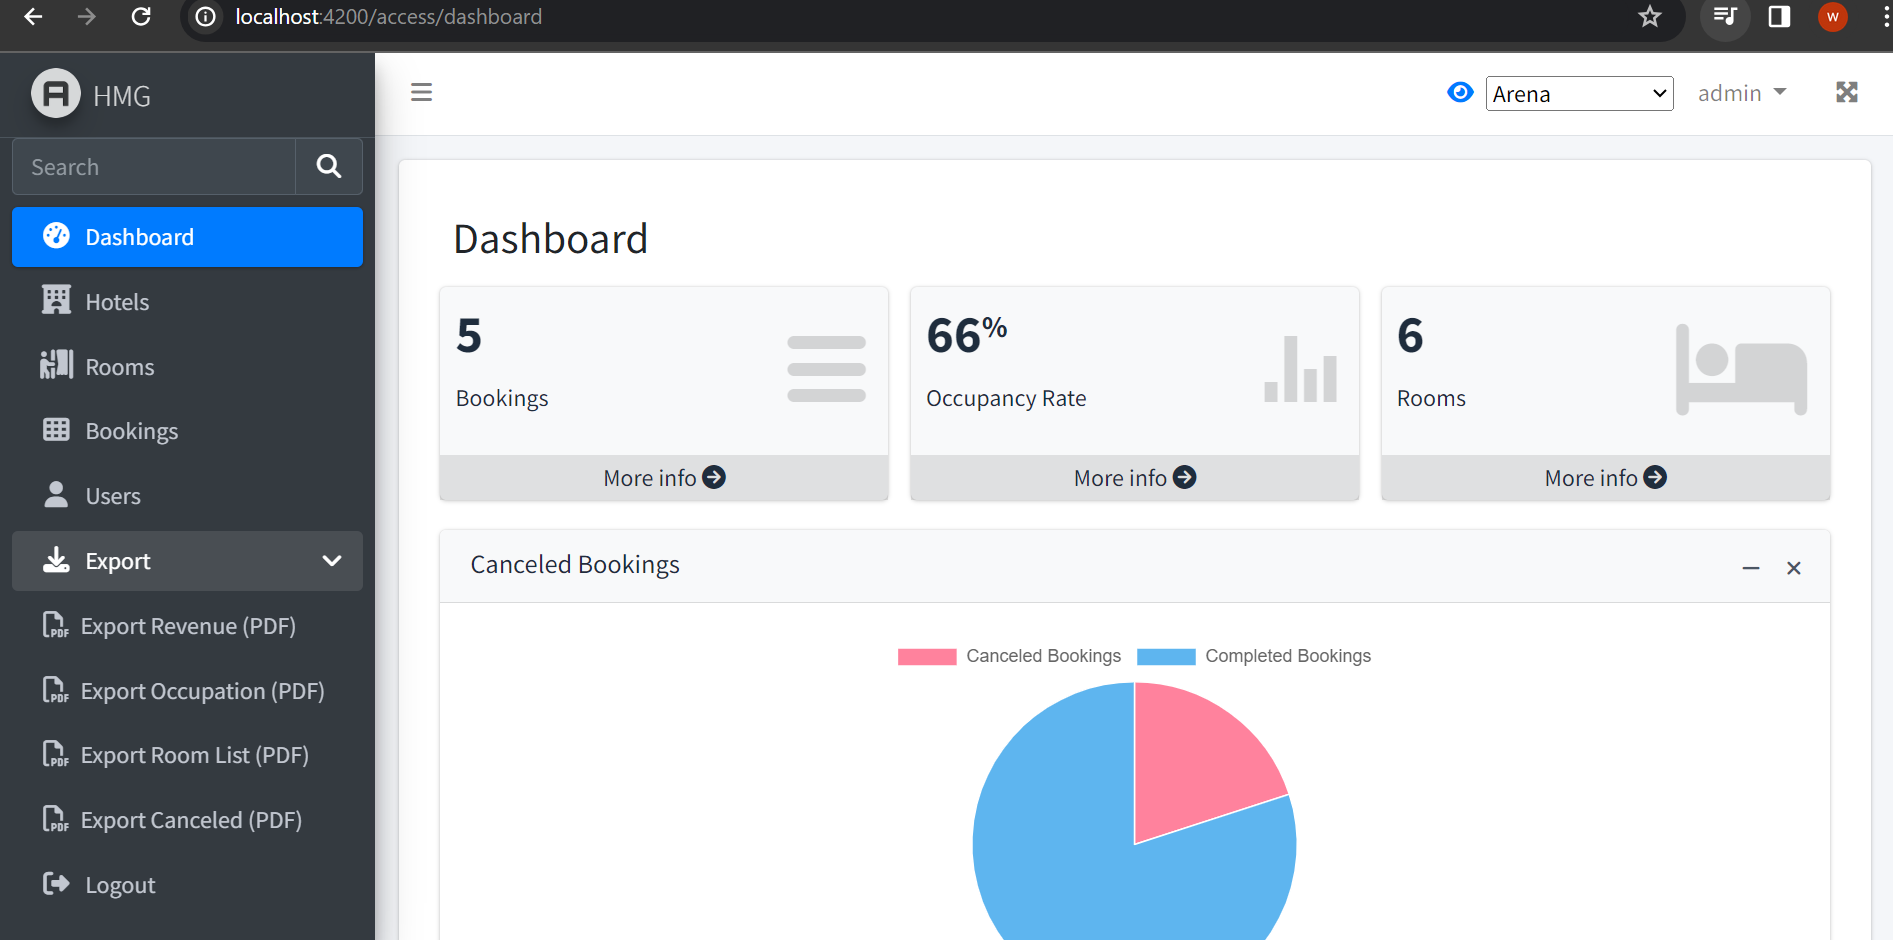 localhost:4200/access/dashboard
W
HMG
Search
Dashboard
Hotels
Rooms
Bookings
Users
Export
Export Revenue (PDF)
Export Occupation (PDF)
Export Room List (PDF)
Export Canceled (PDF)
Logout
Arena
admin
Dashboard
5
Bookings
More info
66%
Occupancy Rate
More info
6
Rooms
More info
Canceled Bookings
Canceled Bookings
Completed Bookings